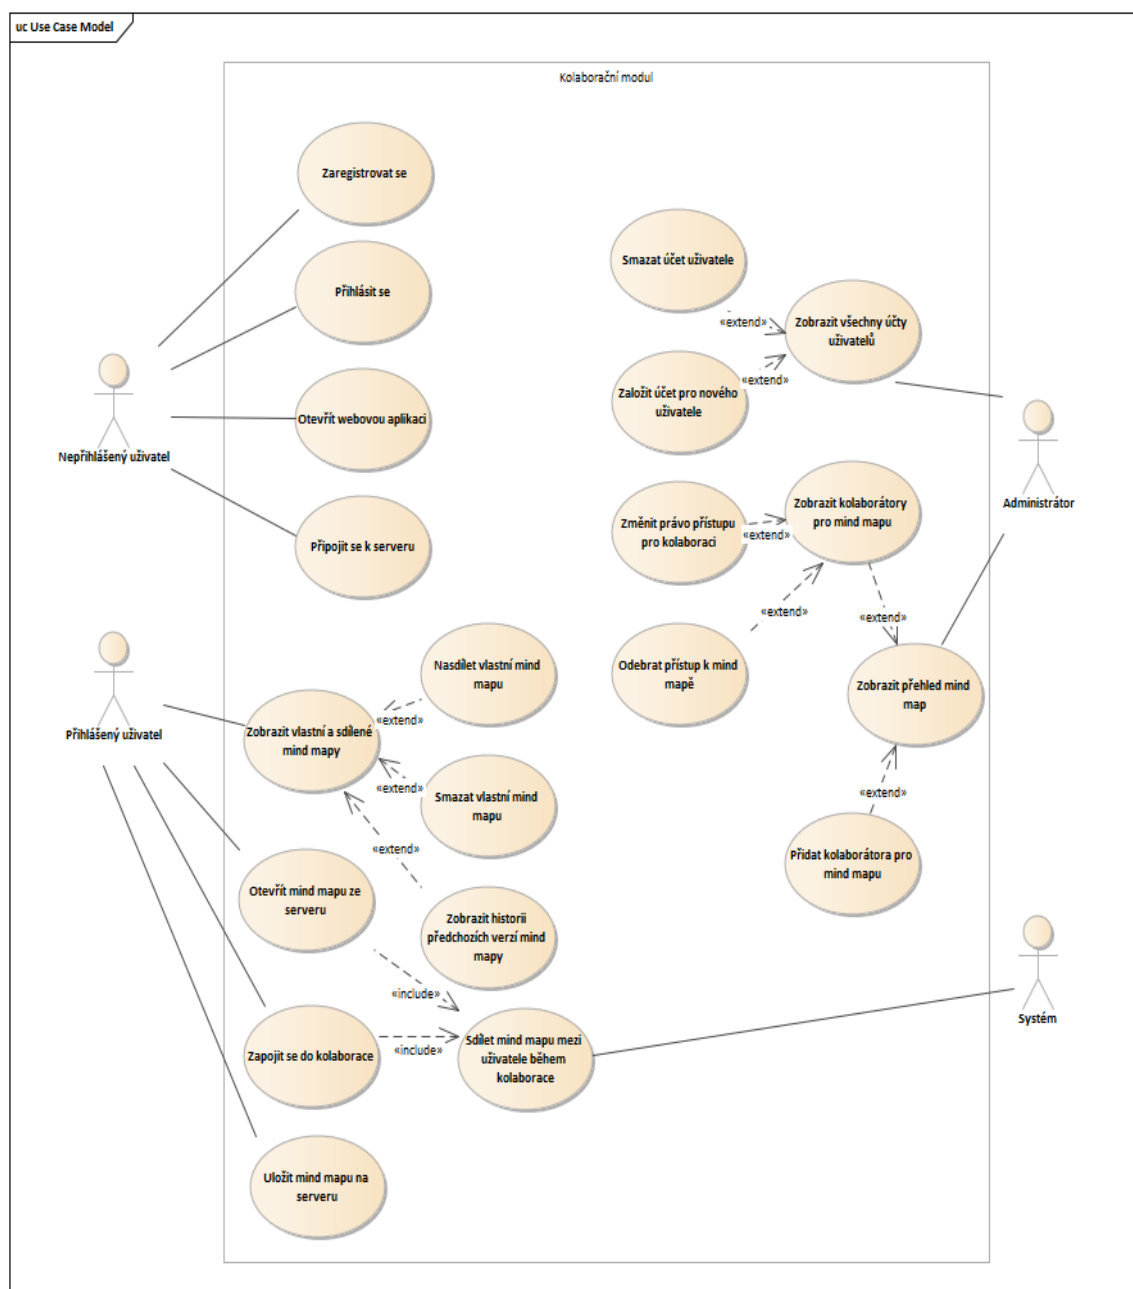 uc Use Case Model
Kolaborační modul
Zaregistrovat se
Přihlásit se
Otevřít webovou aplikaci
Připojit se k serveru
Nepřihlášený uživatel
Smazat účet uživatele
«extend»
Zobrazit všechny účty
uživatelů
«extend»
Založit účet pro nového
uživatele
Administrátor
Změnit právo přístupu
pro kolaboraci
«extend»
Zobrazit kolaborátory
pro mind mapu
«extend»
«extend»
Odebrat přístup k mind
mapě
Zobrazit přehled mind
map
«extend»
Přidat kolaborátora pro
mind mapu
Přihlášený uživatel
Nasdílet vlastní mind
mapu
«extend»
Zobrazit vlastní a sdílené
mind mapy
«extend»
Smazat vlastní mind
mapu
«extend»
Otevřít mind mapu ze
serveru
Zobrazit historii
předchozích verzí mind
mapy
«include»
Zapojit se do kolaborace
«include»
Sdílet mind mapu mezi
uživatele během
kolaborace
Systém
Uložit mind mapu na
serveru